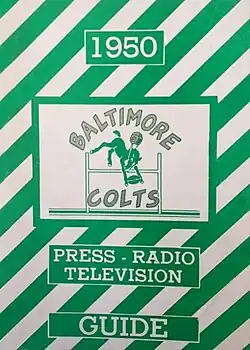 1950
BALTIMORE
COLTS
PRESS - RADIO
TELEVISION
GUIDE